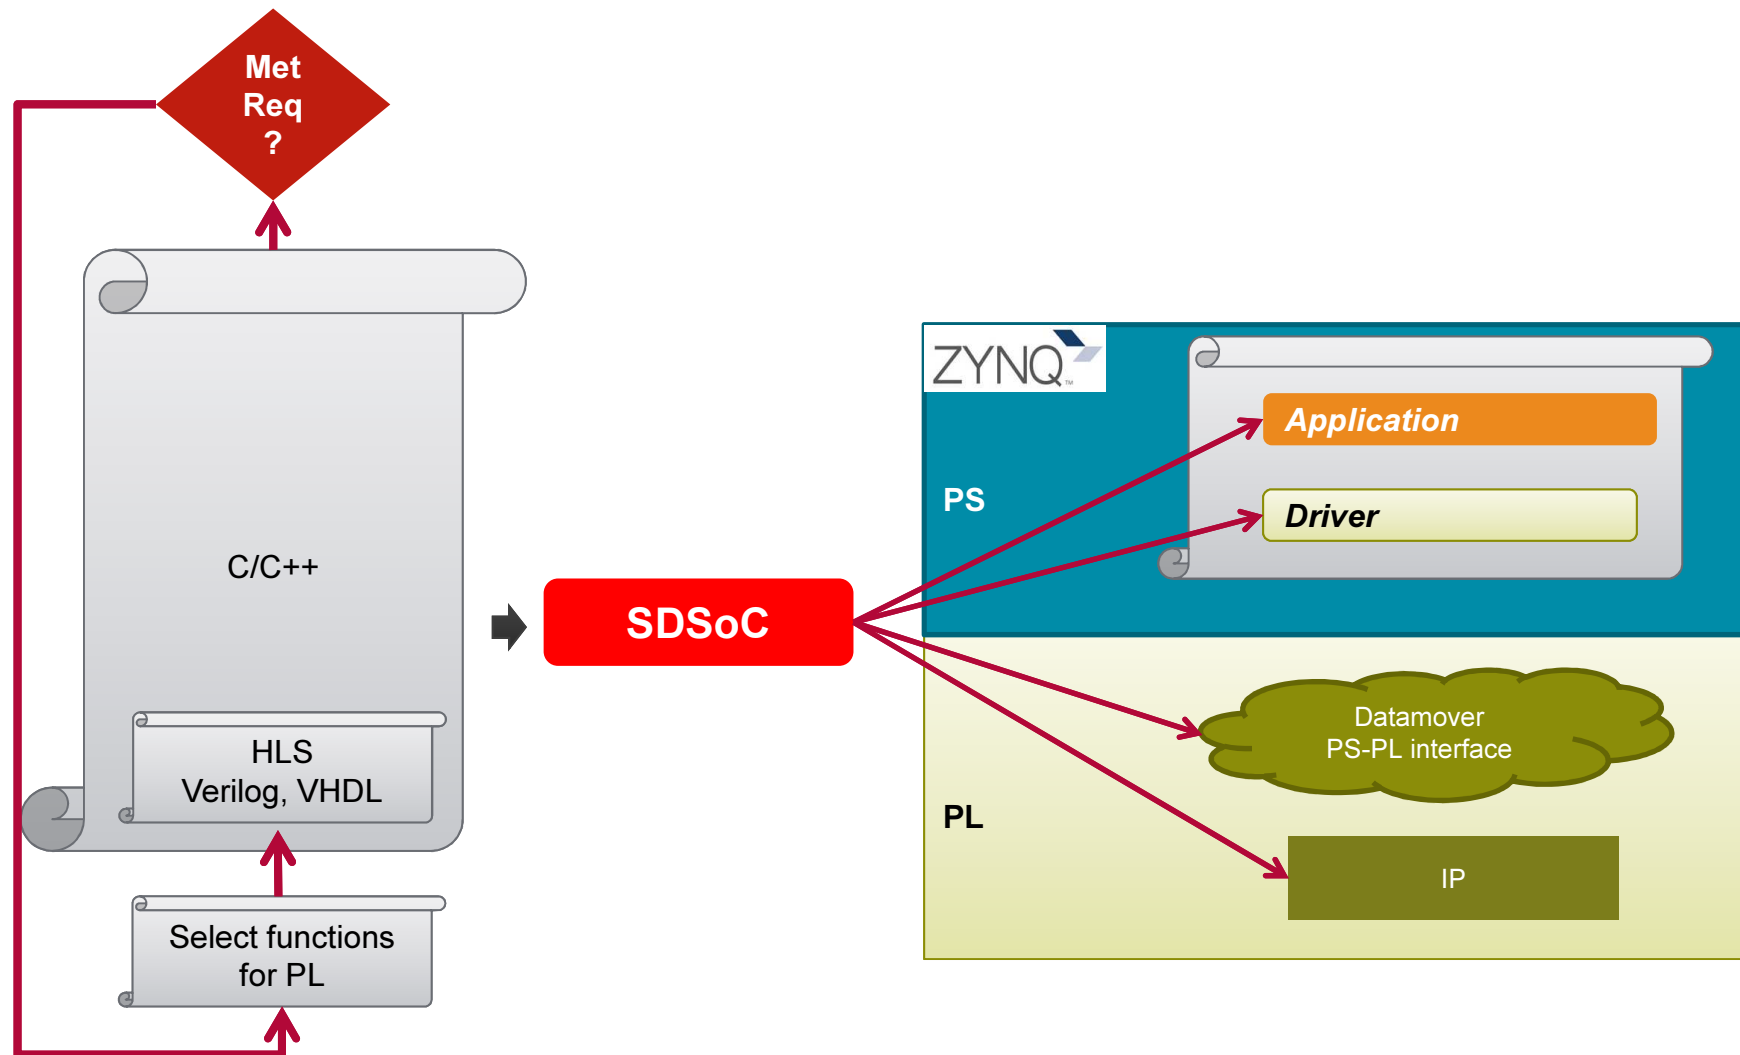 Met
Req
?
C/C++
HLS
Verilog, VHDL
Select functions
for PL
SDSoC
ZYNQ™
PS
Application
Driver
Datamover
PS-PL interface
PL
IP